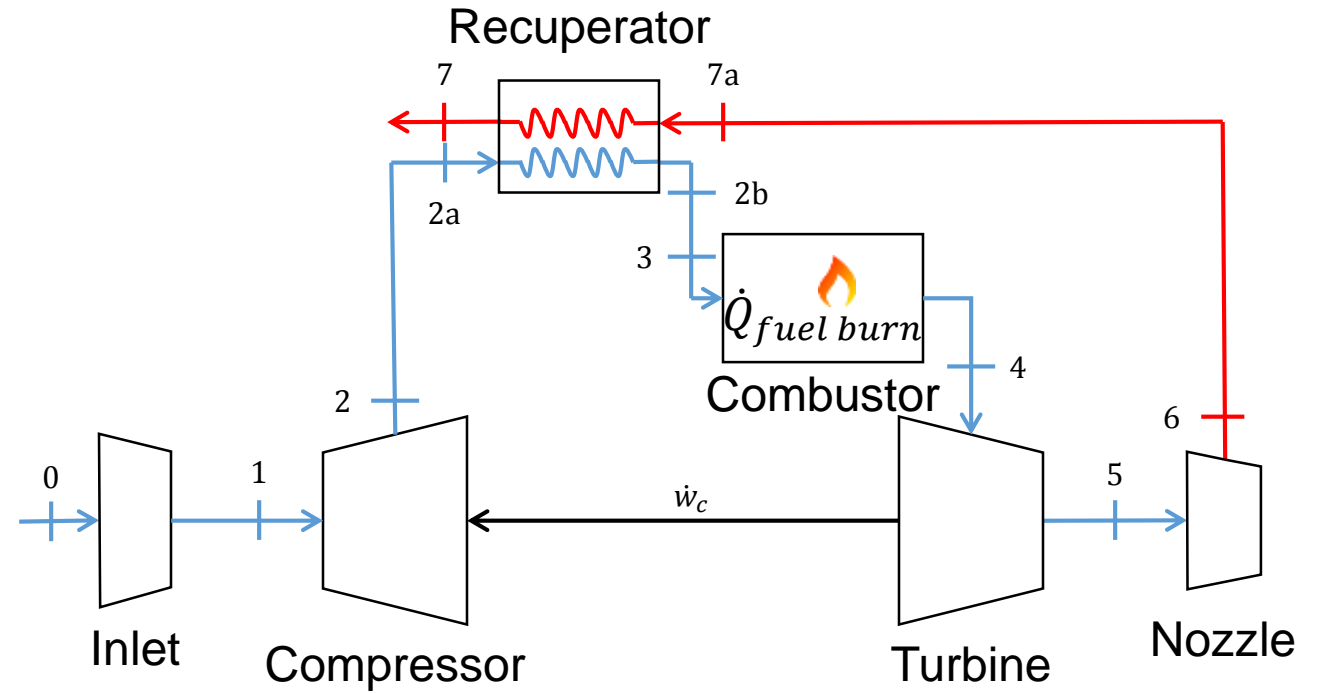 Recuperator
7
7a
2a
2b
3
Q̇ fuel burn
Combustor
4
2
6
0
1
ẇc
5
Inlet
Compressor
Turbine
Nozzle